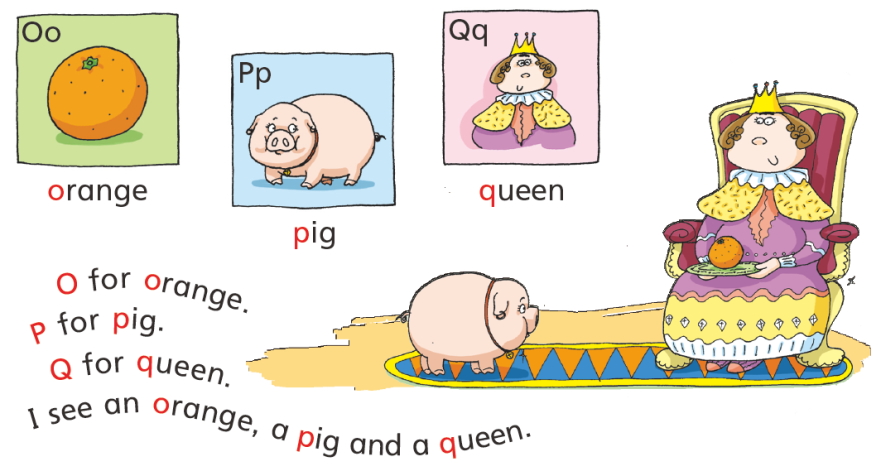 Oo
orange
Pp
pig
Qq
queen
O for orange.
P for pig.
Q for queen.
I see an orange, a pig and a queen.